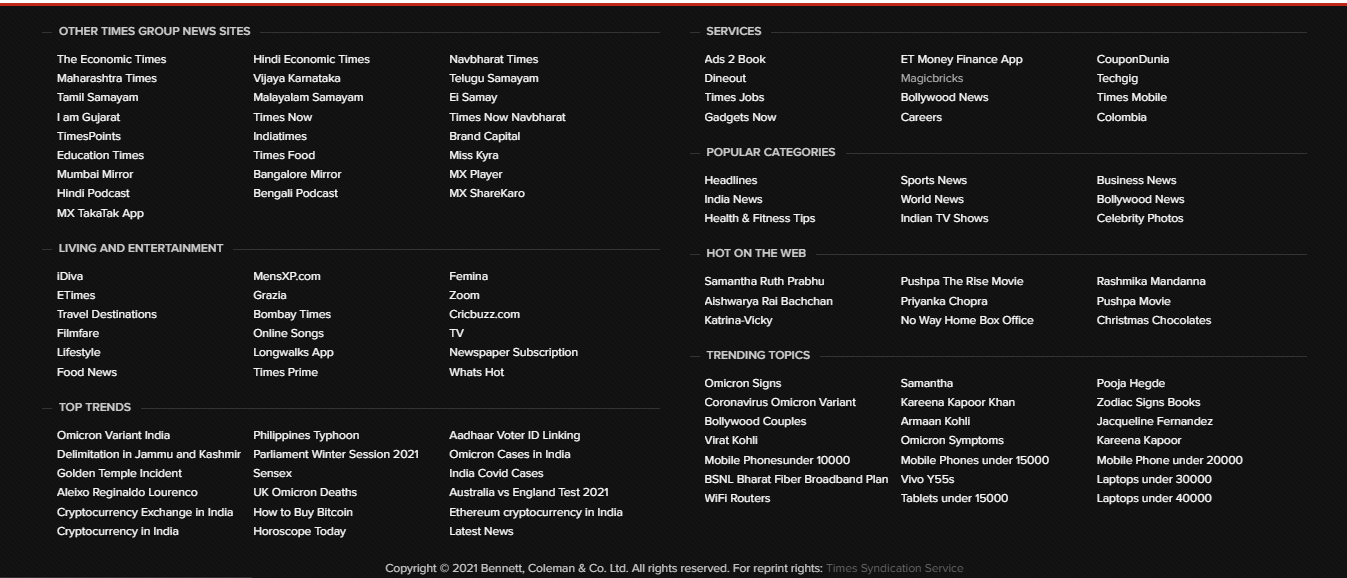 OTHER TIMES GROUP NEWS SITES
The Economic Times Hindi Economic Times Navbharat Times
Maharashtra Times Vijaya Karnataka Telugu Samayam
Tamil Samayam Malayalam Samayam Ei Samay
I am Gujarat Times Now Times Now Navbharat
TimesPoints Indiatimes Brand Capital
Education Times Times Food Miss Kyra
Mumbai Mirror Bangalore Mirror MX Player
Hindi Podcast Bengali Podcast MX ShareKaro
MX TakaTak App
LIVING AND ENTERTAINMENT
iDiva MensXP.com Femina
ETimes Grazia Zoom
Travel Destinations Bombay Times Cricbuzz.com
Filmfare Online Songs TV
Lifestyle Longwalks App Newspaper Subscription
Food News Times Prime Whats Hot
TOP TRENDS
Omicron Variant India Philippines Typhoon Aadhaar Voter ID Linking
Delimitation in Jammu and Kashmir Parliament Winter Session 2021 Omicron Cases in India
Golden Temple Incident Sensex India Covid Cases
Aleixo Reginaldo Lourenco UK Omicron Deaths Australia vs England Test 2021
Cryptocurrency Exchange in India How to Buy Bitcoin Ethereum cryptocurrency in India
Cryptocurrency in India Horoscope Today Latest News
SERVICES
Ads 2 Book ET Money Finance App CouponDunia
Dineout Magicbricks Techgig
Times Jobs Bollywood News Times Mobile
Gadgets Now Careers Colombia
POPULAR CATEGORIES
Headlines Sports News Business News
India News World News Bollywood News
Health & Fitness Tips Indian TV Shows Celebrity Photos
HOT ON THE WEB
Samantha Ruth Prabhu Pushpa The Rise Movie Rashmika Mandanna
Aishwarya Rai Bachchan Priyanka Chopra Pushpa Movie
Katrina-Vicky No Way Home Box Office Christmas Chocolates
TRENDING TOPICS
Omicron Signs Samantha Pooja Hegde
Coronavirus Omicron Variant Kareena Kapoor Khan Zodiac Signs Books
Bollywood Couples Armaan Kohli Jacqueline Fernandez
Virat Kohli Omicron Symptoms Kareena Kapoor
Mobile Phonesunder 10000 Mobile Phones under 15000 Mobile Phone under 20000
BSNL Bharat Fiber Broadband Plan Vivo Y55s Laptops under 30000
WiFi Routers Tablets under 15000 Laptops under 40000
Copyright © 2021 Bennett, Coleman & Co. Ltd. All rights reserved. For reprint rights: Times Syndication Service